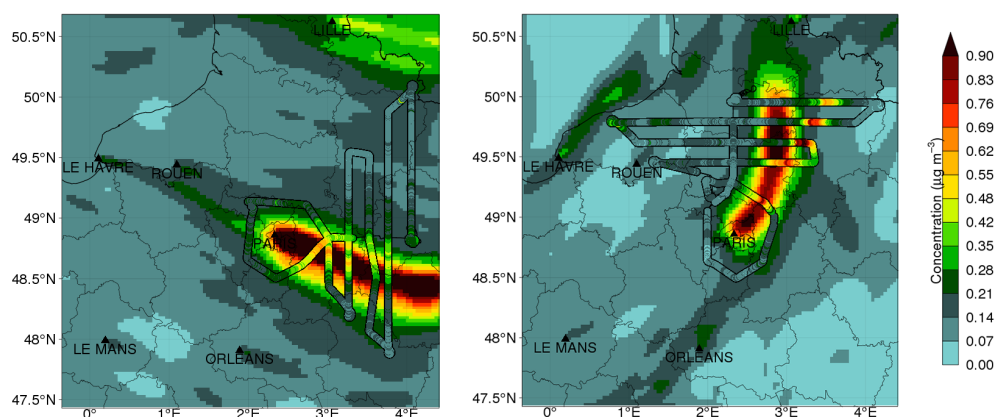 50.5°N
50°N
49.5°N
49°N
48.5°N
48°N
47.5°N
0°
1°E
2°E
3°E
4°E
LILLE
LE HAVRE
ROUEN
PARIS
LE MANS
ORLEANS
50.5°N
50°N
49.5°N
49°N
48.5°N
48°N
47.5°N
0°
1°E
2°E
3°E
4°E
LILLE
LE HAVRE
ROUEN
PARIS
LE MANS
ORLEANS
Concentration (µg m⁻³)
0.90
0.83
0.76
0.69
0.62
0.55
0.48
0.42
0.35
0.28
0.21
0.14
0.07
0.00